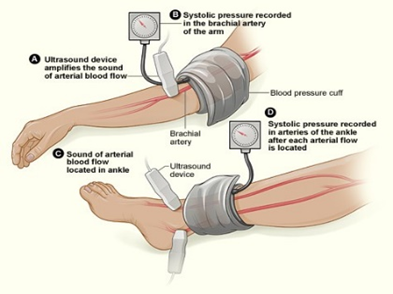 B Systolic pressure recorded
in the brachial artery
of the arm
A Ultrasound device
amplifies the sound
of arterial blood flow
Blood pressure cuff
D
Systolic pressure recorded
in arteries of the ankle
after each arterial flow
is located
Brachial
artery
C Sound of arterial
blood flow
located in ankle
Ultrasound
device